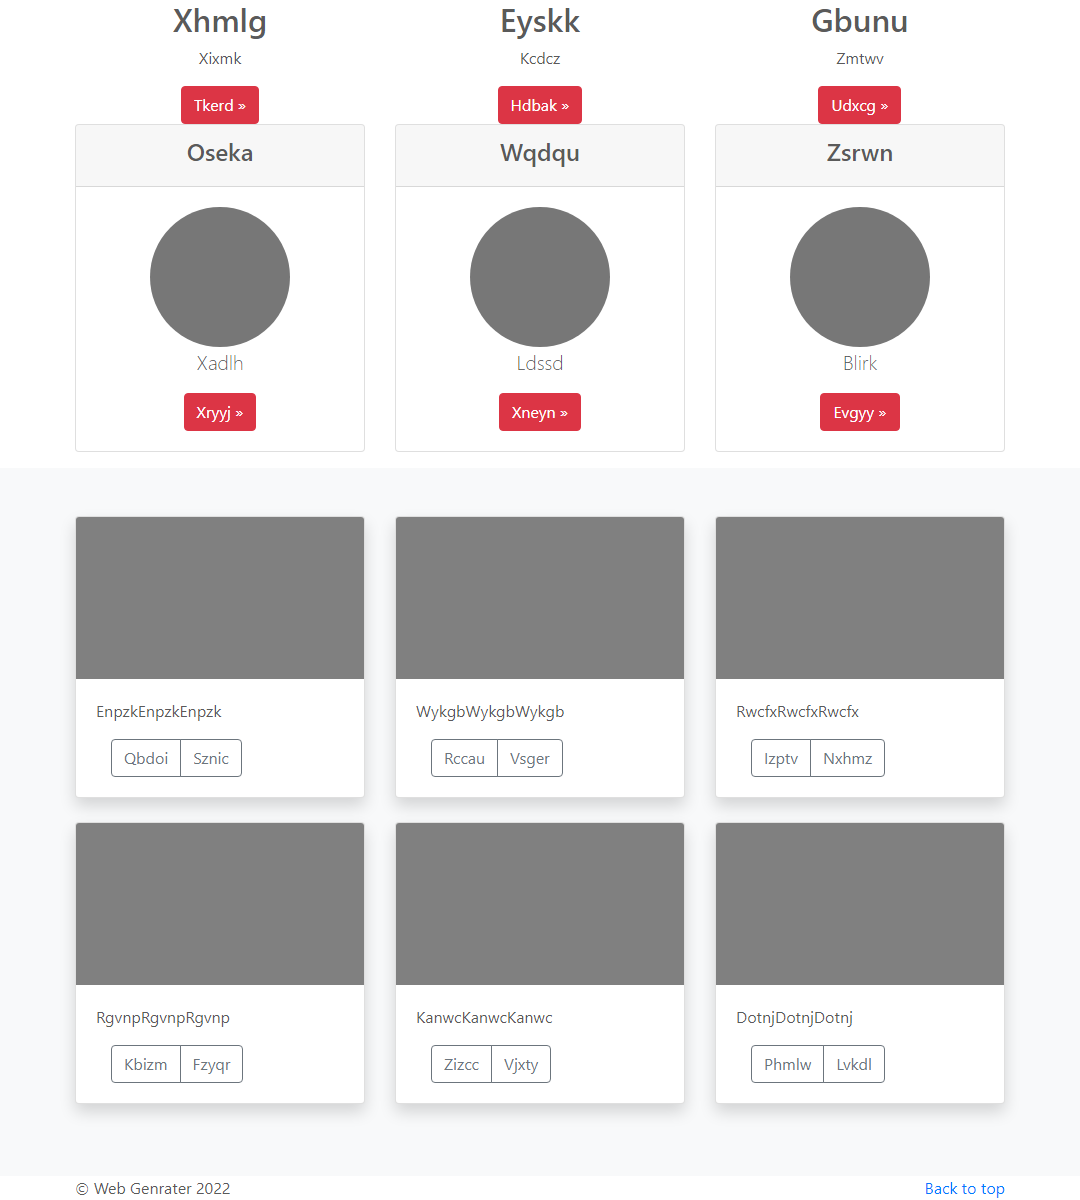 Xhmlg
Eyskk
Gbunu
Xixmk
Kcdcz
Zmtwv
Tkerd »
Hdbak »
Udxcg »
Oseka
Wqdqu
Zsrwn
Xadlh
Ldssd
Blirk
Xryyj »
Xneyn »
Evgyy »
EnpzkEnpzkEnpzk
WykgbWykgbWykgb
RwcfxRwcfxRwcfx
Qbdoi Sznic
Rccau Vsger
Izptv Nxhmz
RgvnpRgvnpRgvnp
KanwcKanwcKanwc
DotnjDotnjDotnj
Kbizm Fzyqr
Zizcc Vjxty
Phmlw Lvkdl
© Web Genrater 2022
Back to top